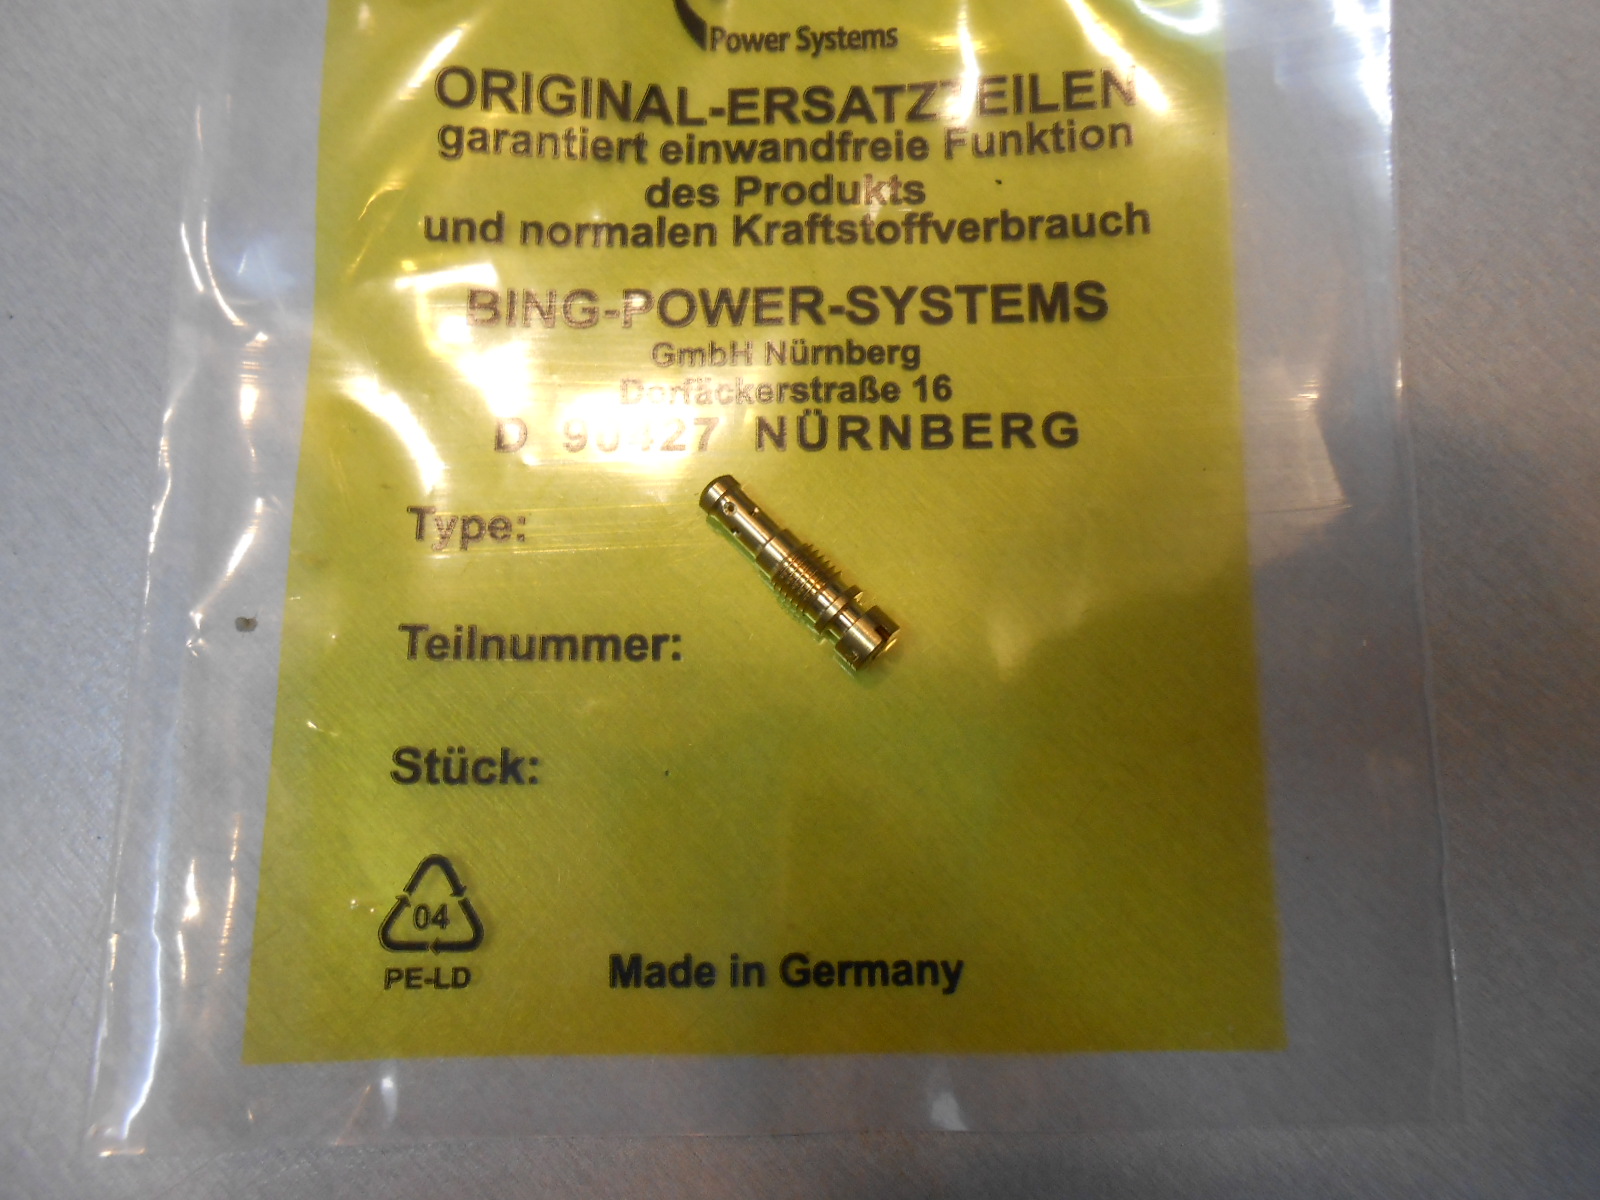 Power Systems
ORIGINAL-ERSATZTEILEN
garantiert einwandfreie Funktion
des Produkts
und normalen Kraftstoffverbrauch
BING-POWER-SYSTEMS
GmbH Nürnberg
Dorfäckerstraße 16
D 90427 NÜRNBERG
Type:
Teilnummer:
Stück:
04
PE-LD
Made in Germany